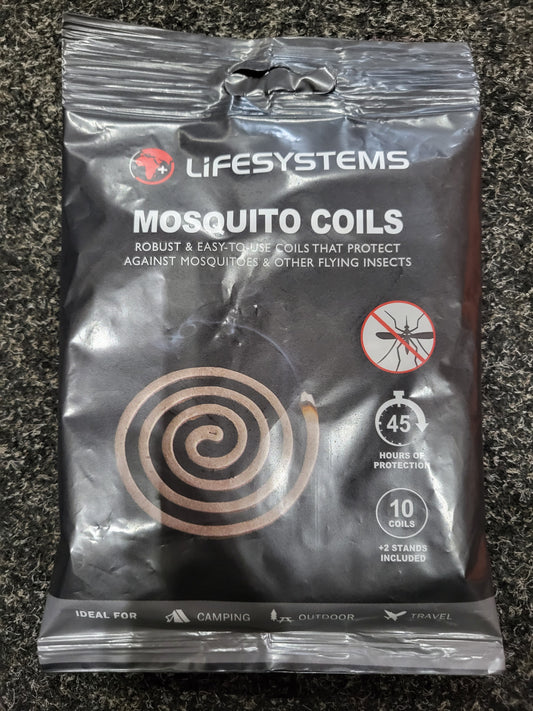 LIFESYSTEMS
MOSQUITO COILS
ROBUST & EASY-TO-USE COILS THAT PROTECT
AGAINST MOSQUITOES & OTHER FLYING INSECTS
45
HOURS OF
PROTECTION
10
COILS
+2 STANDS
INCLUDED
IDEAL FOR CAMPING OUTDOOR TRAVEL